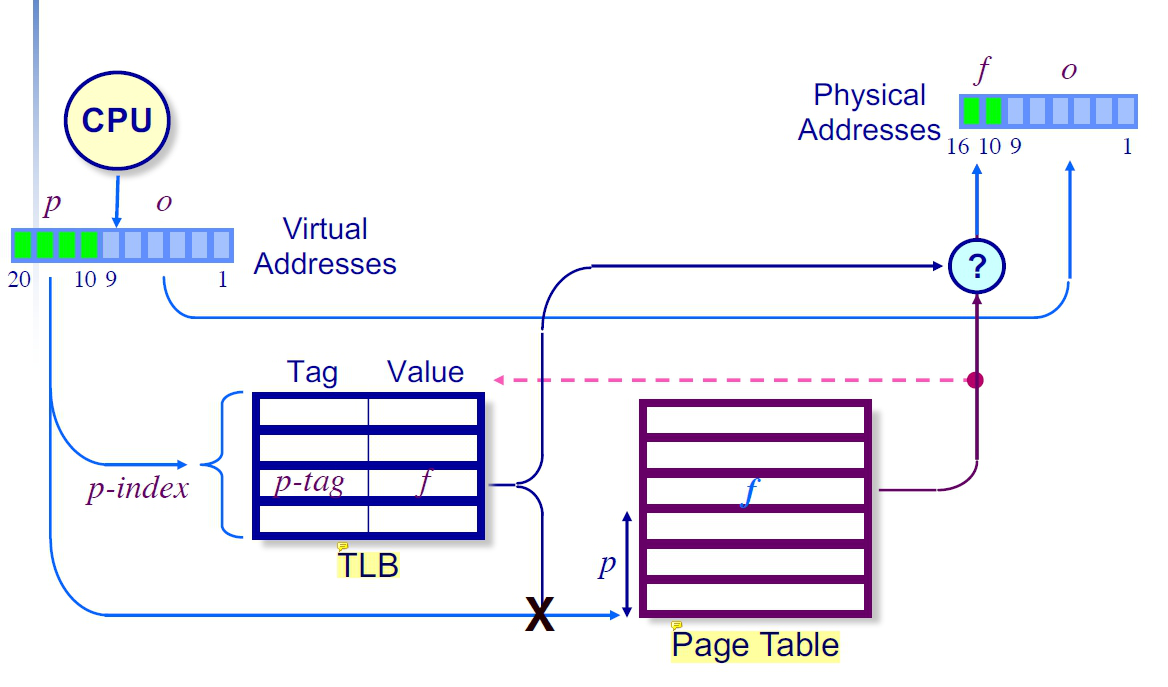 f o
Physical
Addresses
16 10 9 1
CPU
p o
Virtual
Addresses
20 10 9 1
?
Tag Value
p-index
p-tag f
f
TLB
p
X
Page Table